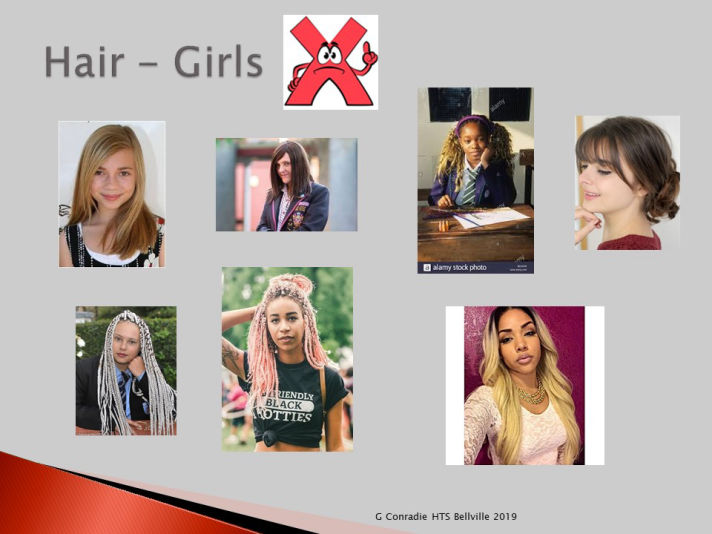 Hair – Girls
alamy
a alamy stock photo
FRIENDLY
BLACK
HOTTIES
G Conradie HTS Bellville 2019